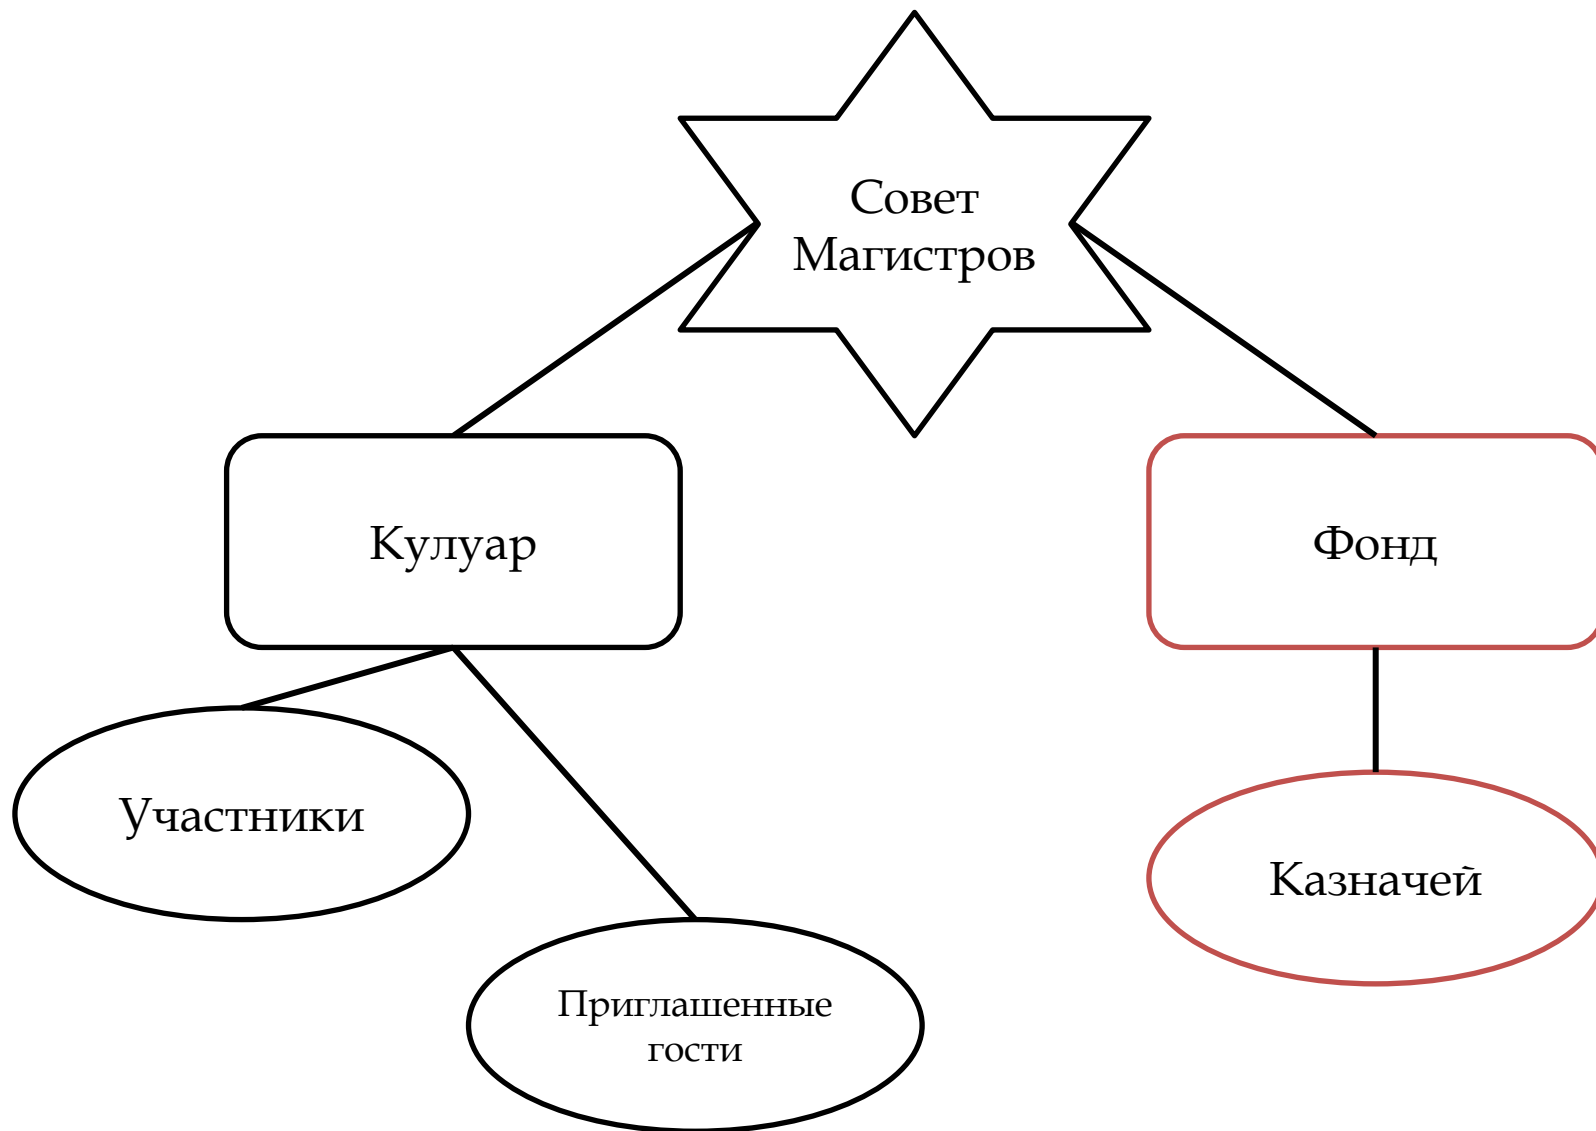 Совет
Магистров
Кулуар
Фонд
Участники
Казначей
Приглашенные
гости